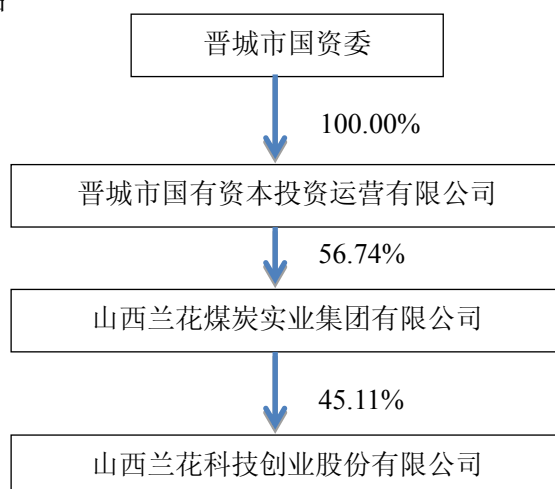 晋城市国资委
100.00%
晋城市国有资本投资运营有限公司
56.74%
山西兰花煤炭实业集团有限公司
45.11%
山西兰花科技创业股份有限公司